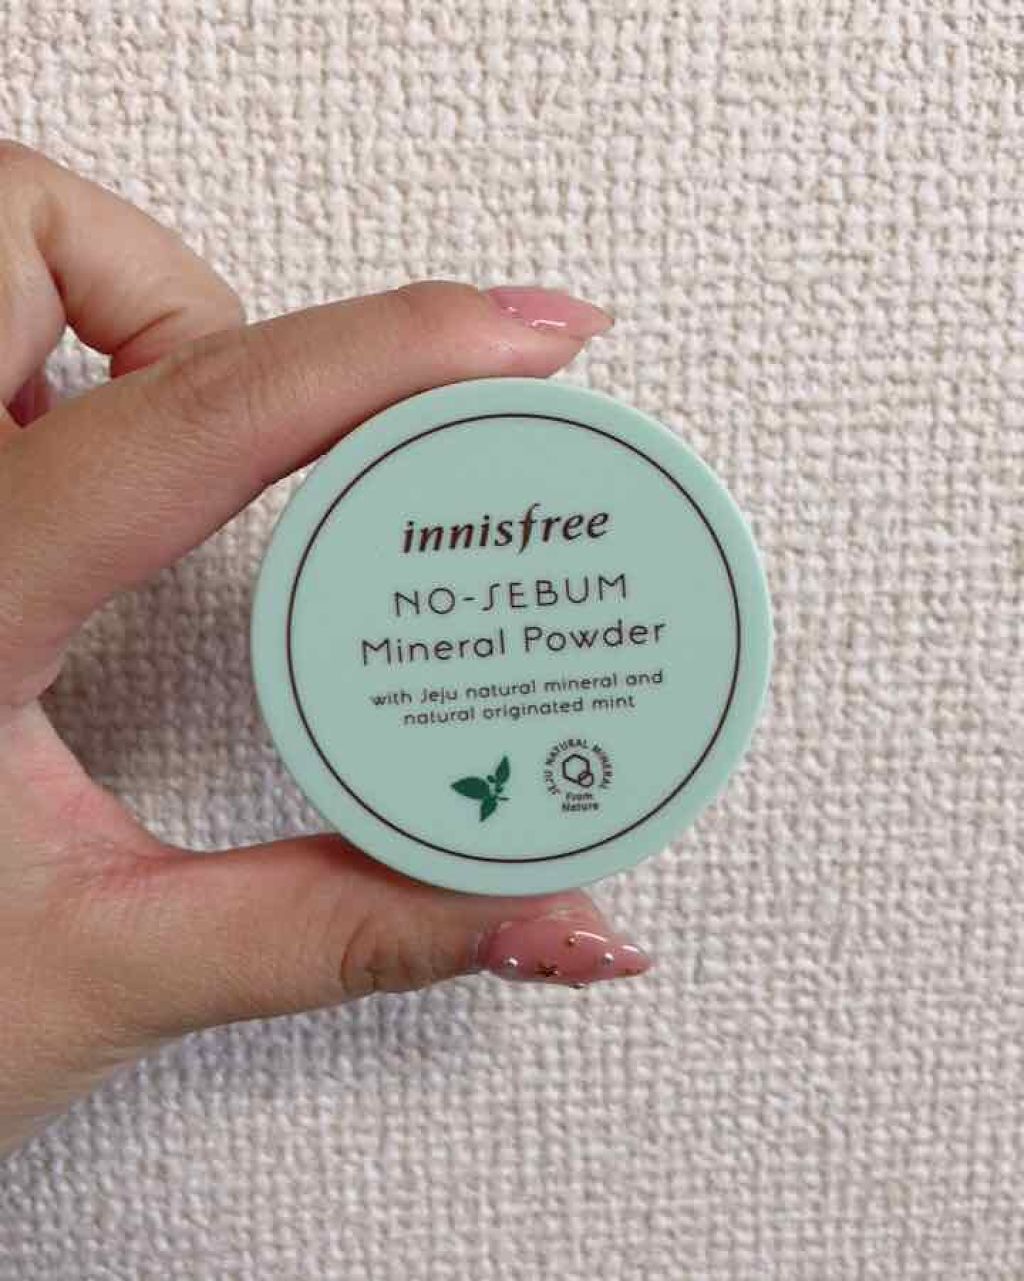 innisfree
NO-SEBUM
Mineral Powder
with Jeju natural mineral and
natural originated mint
JEJU NATURAL MINERAL
From
Nature